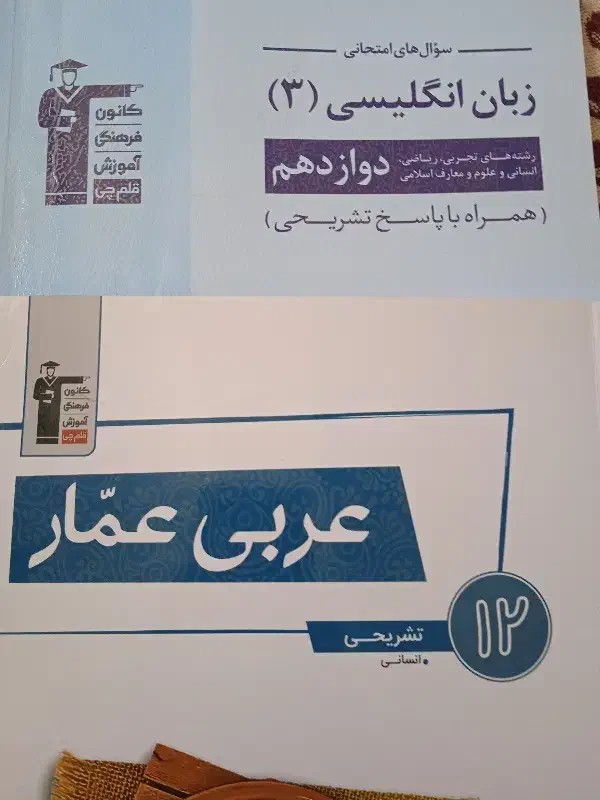 سؤال‌های امتحانی
زبان انگلیسی (۳)
رشته‌های تجربی، ریاضی،
انسانی و علوم و معارف اسلامی
دوازدهم
(همراه با پاسخ تشریحی)
کانون
فرهنگی
آموزش
قلم‌چی
کانون
فرهنگی
آموزش
قلم‌چی
عربی عمّار
۱۲
تشریحی
• انسانی